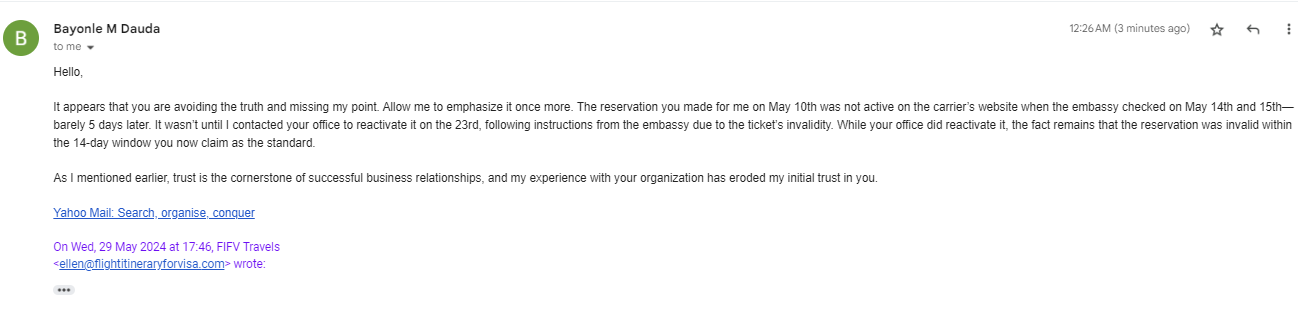 B
Bayonle M Dauda
12:26 AM (3 minutes ago)
to me
Hello,
It appears that you are avoiding the truth and missing my point. Allow me to emphasize it once more. The reservation you made for me on May 10th was not active on the carrier’s website when the embassy checked on May 14th and 15th—
barely 5 days later. It wasn’t until I contacted your office to reactivate it on the 23rd, following instructions from the embassy due to the ticket’s invalidity. While your office did reactivate it, the fact remains that the reservation was invalid within
the 14-day window you now claim as the standard.
As I mentioned earlier, trust is the cornerstone of successful business relationships, and my experience with your organization has eroded my initial trust in you.
Yahoo Mail: Search, organise, conquer
On Wed, 29 May 2024 at 17:46, FIFV Travels
<ellen@flightitineraryforvisa.com> wrote: